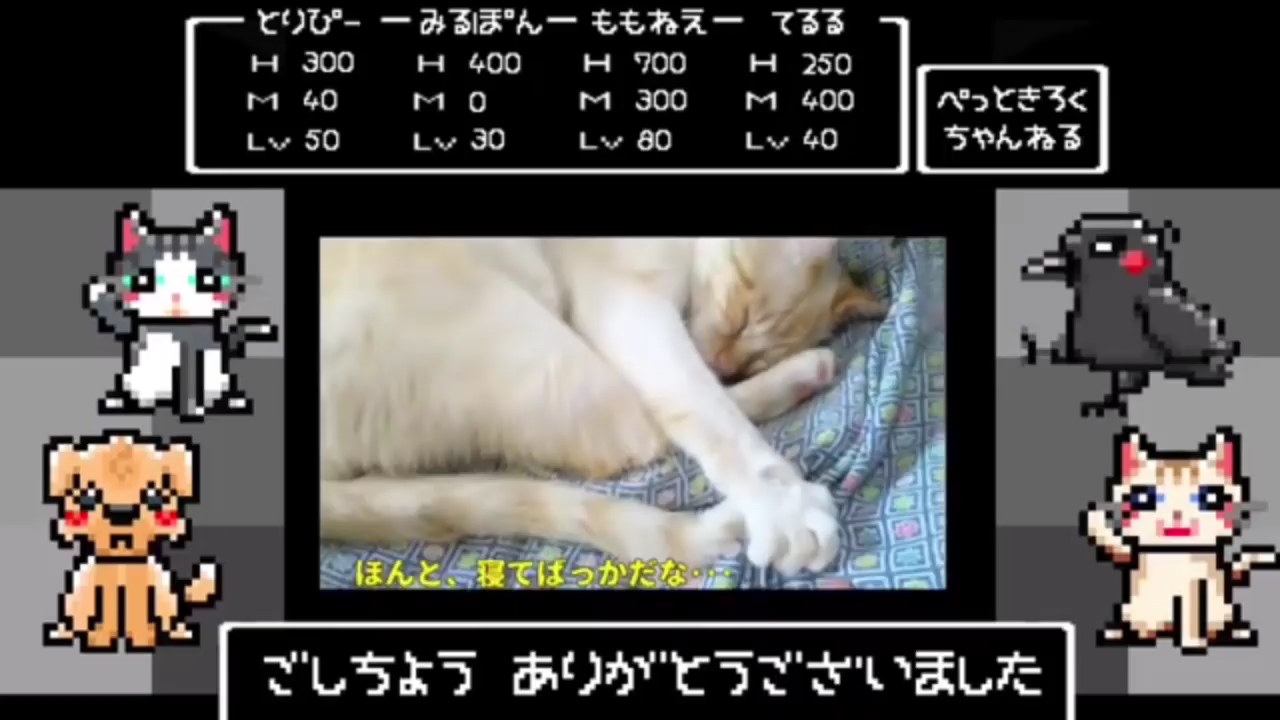 とりぴー みるぽん ももねえ てるる
H 300 H 400 H 700 H 250
M 40 M 0 M 300 M 400
Lv 50 Lv 30 Lv 80 Lv 40
ぺっときろく
ちゃんねる
ほんと、寝てばっかだな･･･
ごしちょう ありがとうございました